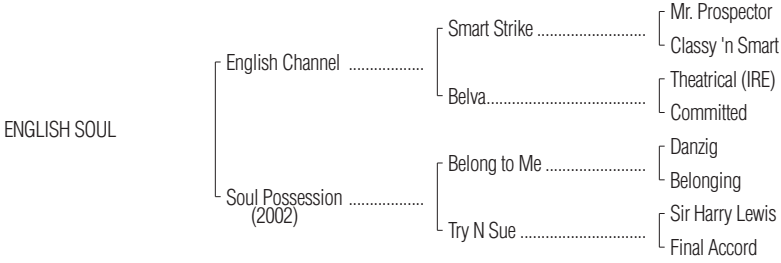 Mr. Prospector
Smart Strike ..........................
Classy 'n Smart
English Channel ..................
Theatrical (IRE)
Belva......................................
Committed
ENGLISH SOUL
Danzig
Belong to Me ........................
Belonging
Soul Possession ..................
(2002)
Sir Harry Lewis
Try N Sue ..............................
Final Accord